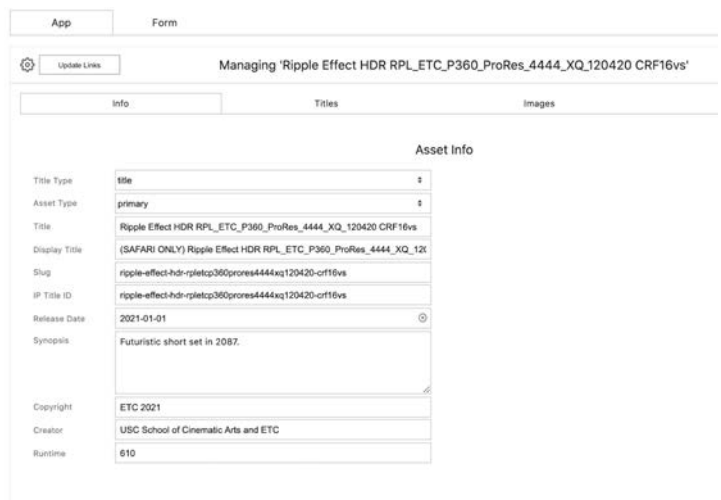 App Form
Update Links Managing 'Ripple Effect HDR RPL_ETC_P360_ProRes_4444_XQ_120420 CRF16vs'
Info Titles Images
Asset Info
Title Type title
Asset Type primary
Title Ripple Effect HDR RPL_ETC_P360_ProRes_4444_XQ_120420 CRF16vs
Display Title (SAFARI ONLY) Ripple Effect HDR RPL_ETC_P360_ProRes_4444_XQ_120
Slug ripple-effect-hdr-rpletcp360prores4444xq120420-crf16vs
IP Title ID ripple-effect-hdr-rpletcp360prores4444xq120420-crf16vs
Release Date 2021-01-01
Synopsis Futuristic short set in 2087.
Copyright ETC 2021
Creator USC School of Cinematic Arts and ETC
Runtime 610